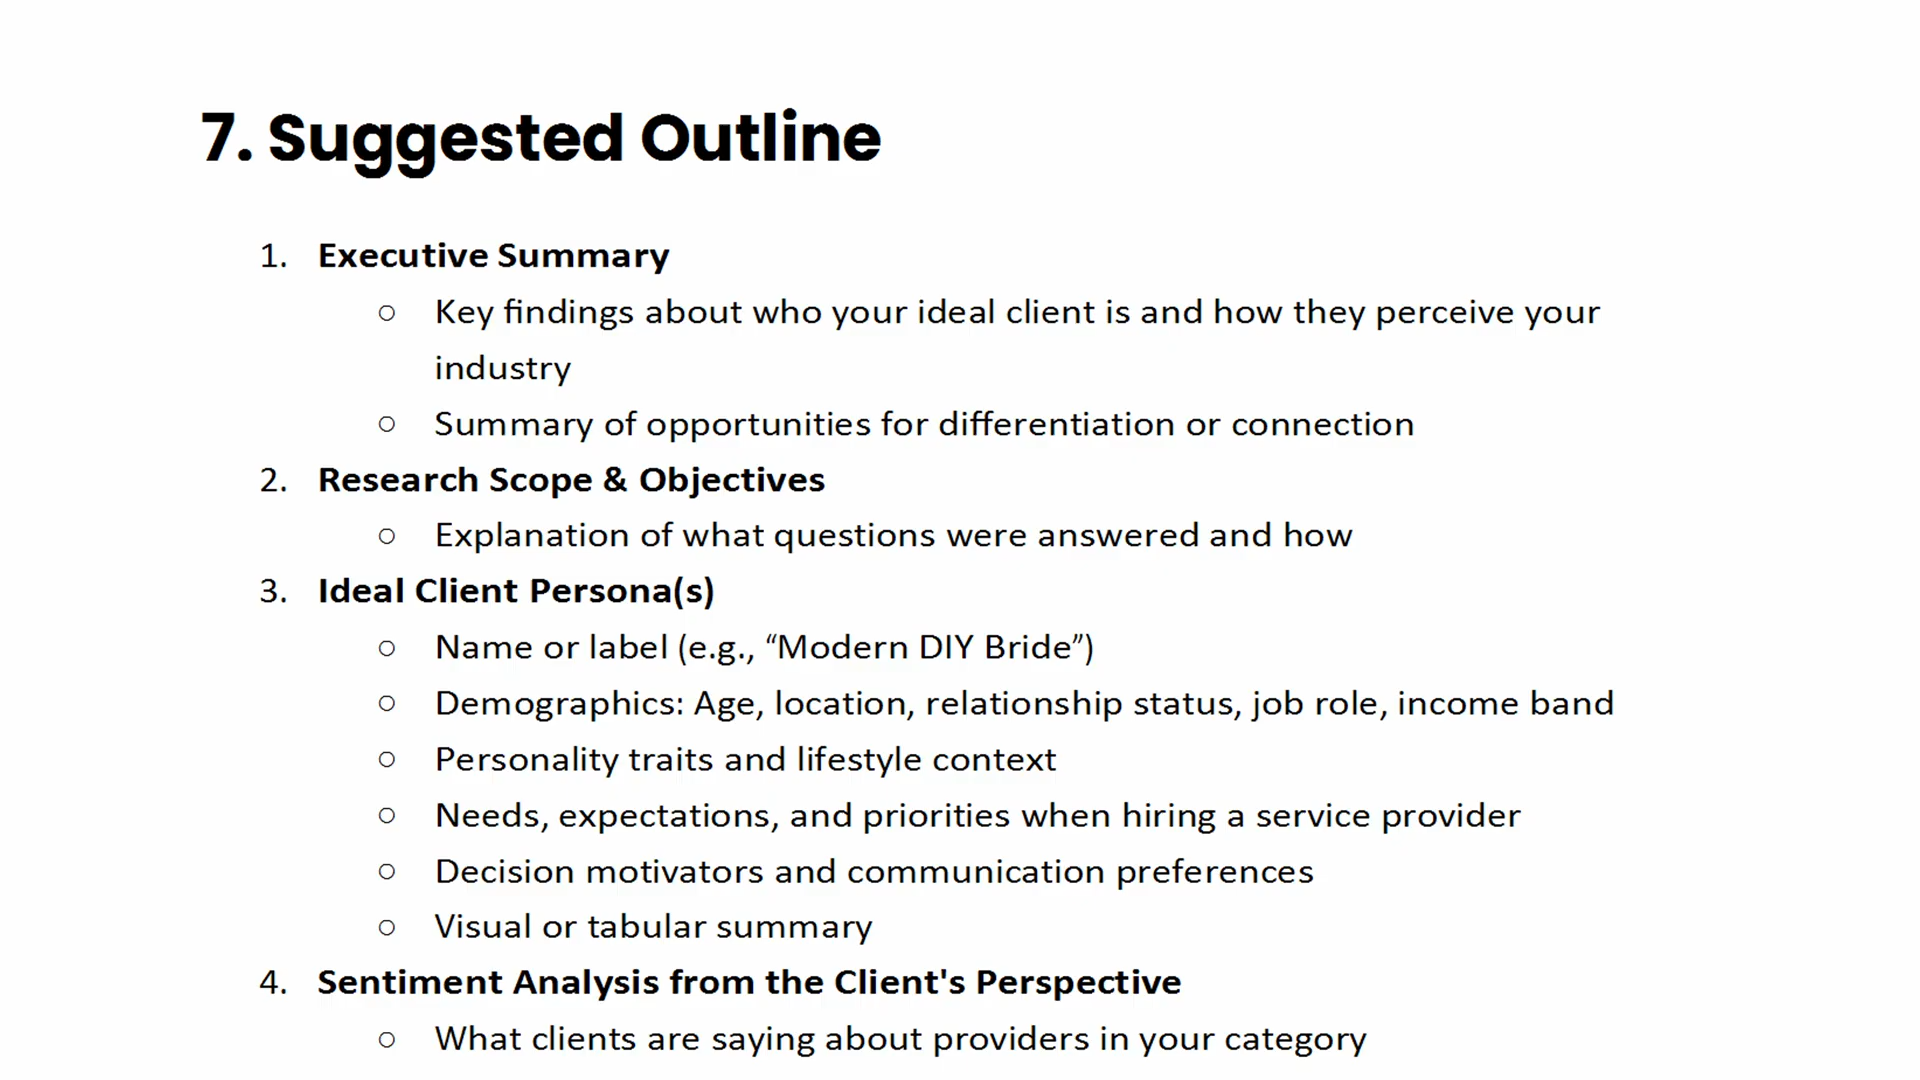 7. Suggested Outline
1. Executive Summary
○ Key findings about who your ideal client is and how they perceive your
industry
○ Summary of opportunities for differentiation or connection
2. Research Scope & Objectives
○ Explanation of what questions were answered and how
3. Ideal Client Persona(s)
○ Name or label (e.g., “Modern DIY Bride”)
○ Demographics: Age, location, relationship status, job role, income band
○ Personality traits and lifestyle context
○ Needs, expectations, and priorities when hiring a service provider
○ Decision motivators and communication preferences
○ Visual or tabular summary
4. Sentiment Analysis from the Client's Perspective
○ What clients are saying about providers in your category